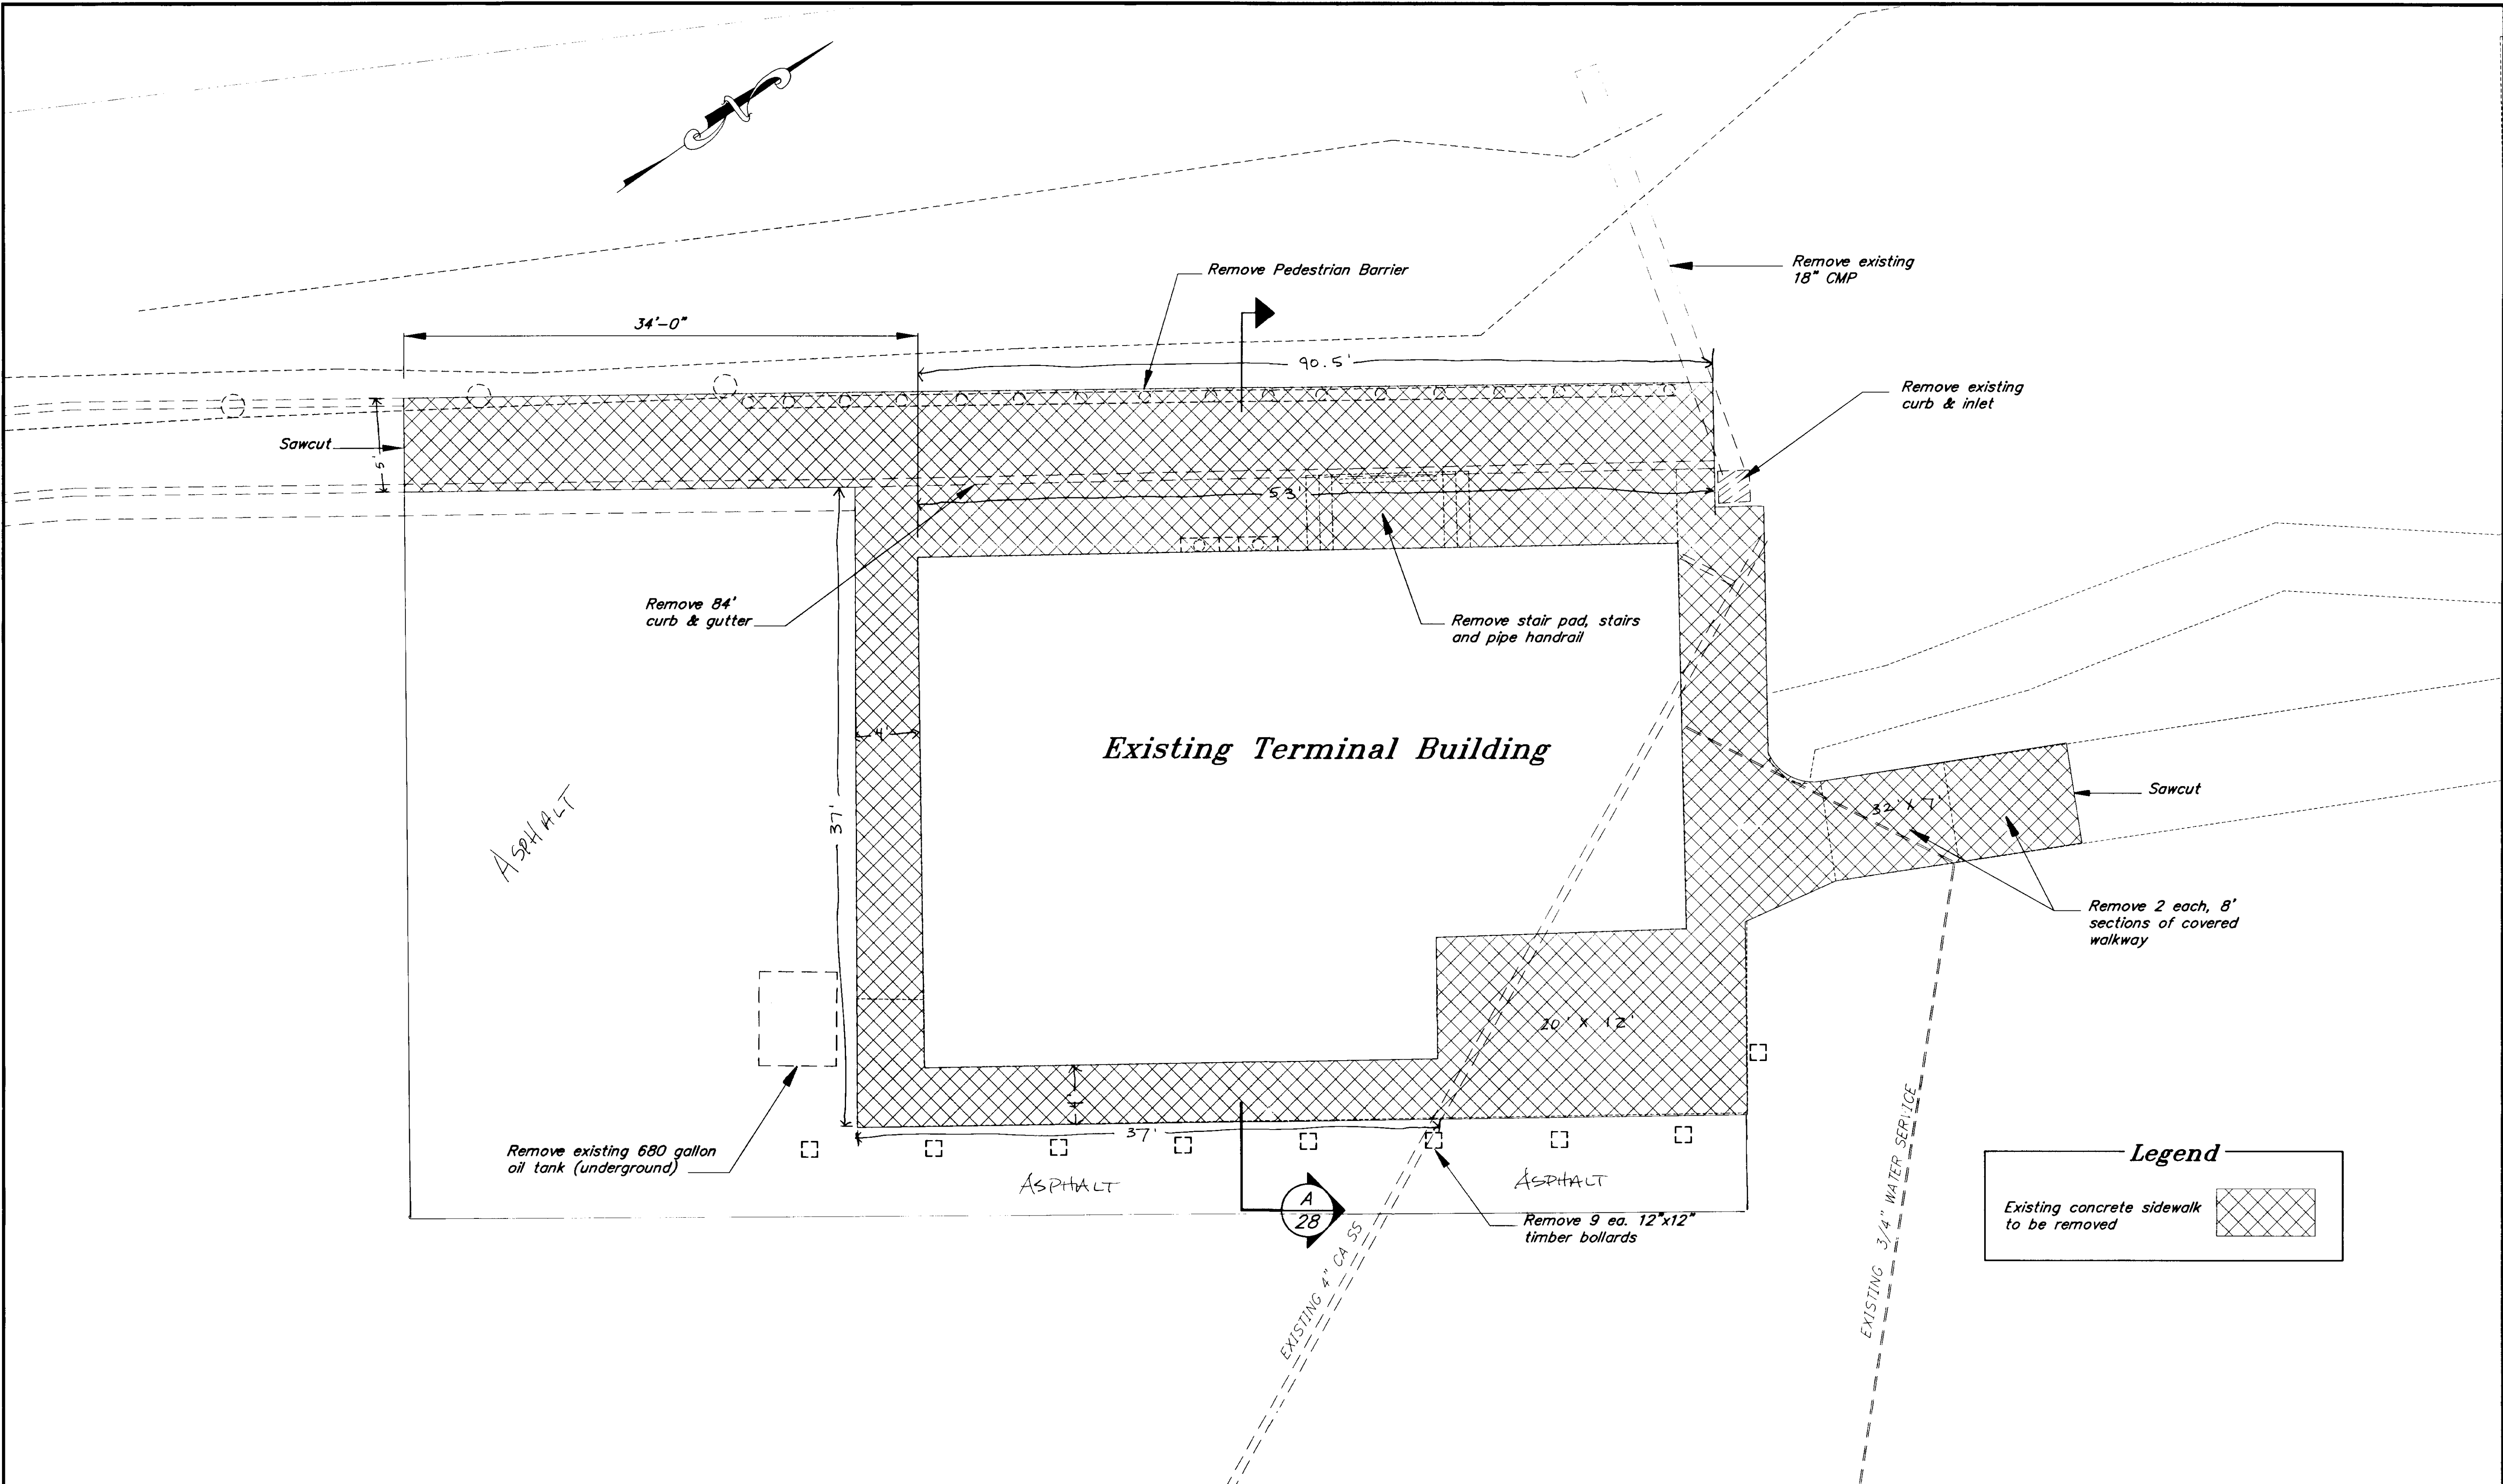 N
Remove Pedestrian Barrier
Remove existing
18" CMP
34'-0"
90.5'
Remove existing
curb & inlet
Sawcut
5'
53'
Remove 84'
curb & gutter
Remove stair pad, stairs
and pipe handrail
4'
Existing Terminal Building
ASPHALT
37'
Sawcut
32' X 7'
Remove 2 each, 8'
sections of covered
walkway
20' X 12'
4'
37'
Remove existing 680 gallon
oil tank (underground)
ASPHALT
ASPHALT
A
28
Remove 9 ea. 12"x12"
timber bollards
EXISTING 4" CA SS
EXISTING 3/4" WATER SERVICE
Legend
Existing concrete sidewalk
to be removed